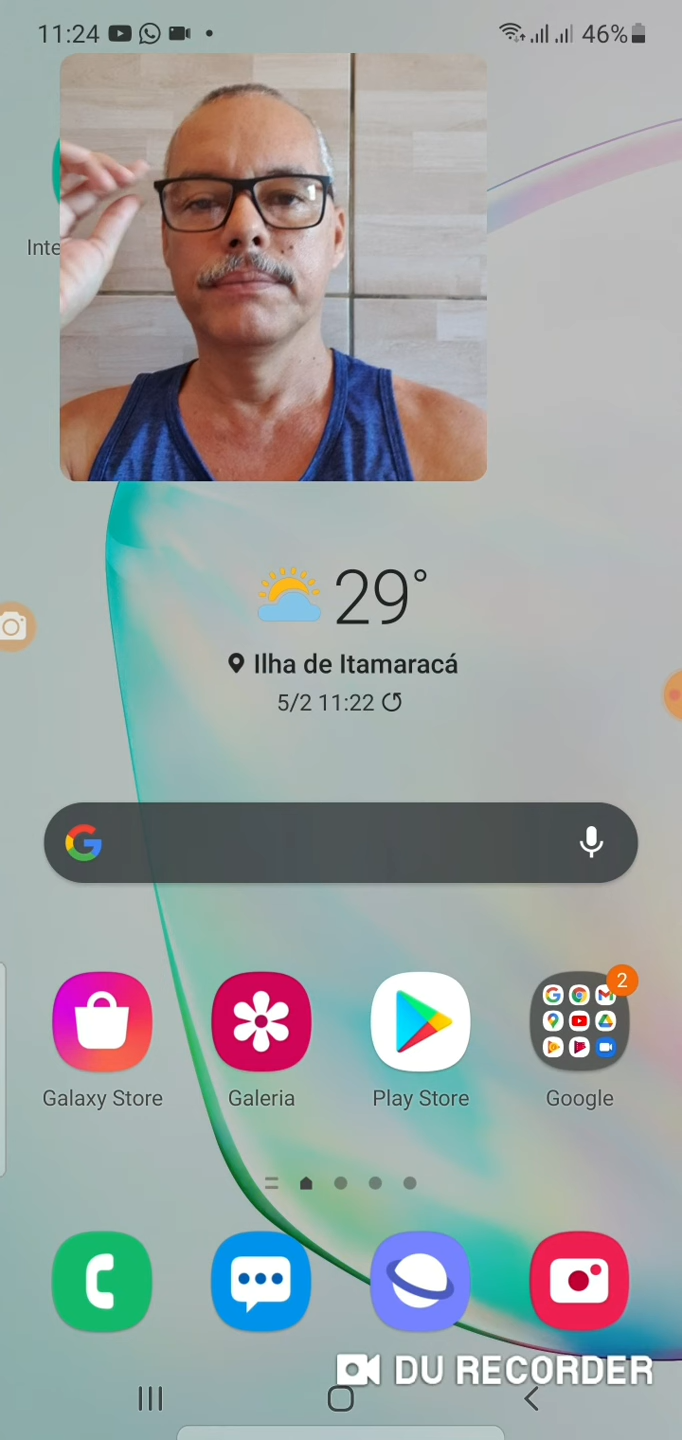 11:24 46%
Inte
29°
Ilha de Itamaracá
5/2 11:22
2
Galaxy Store Galeria Play Store Google
DU RECORDER